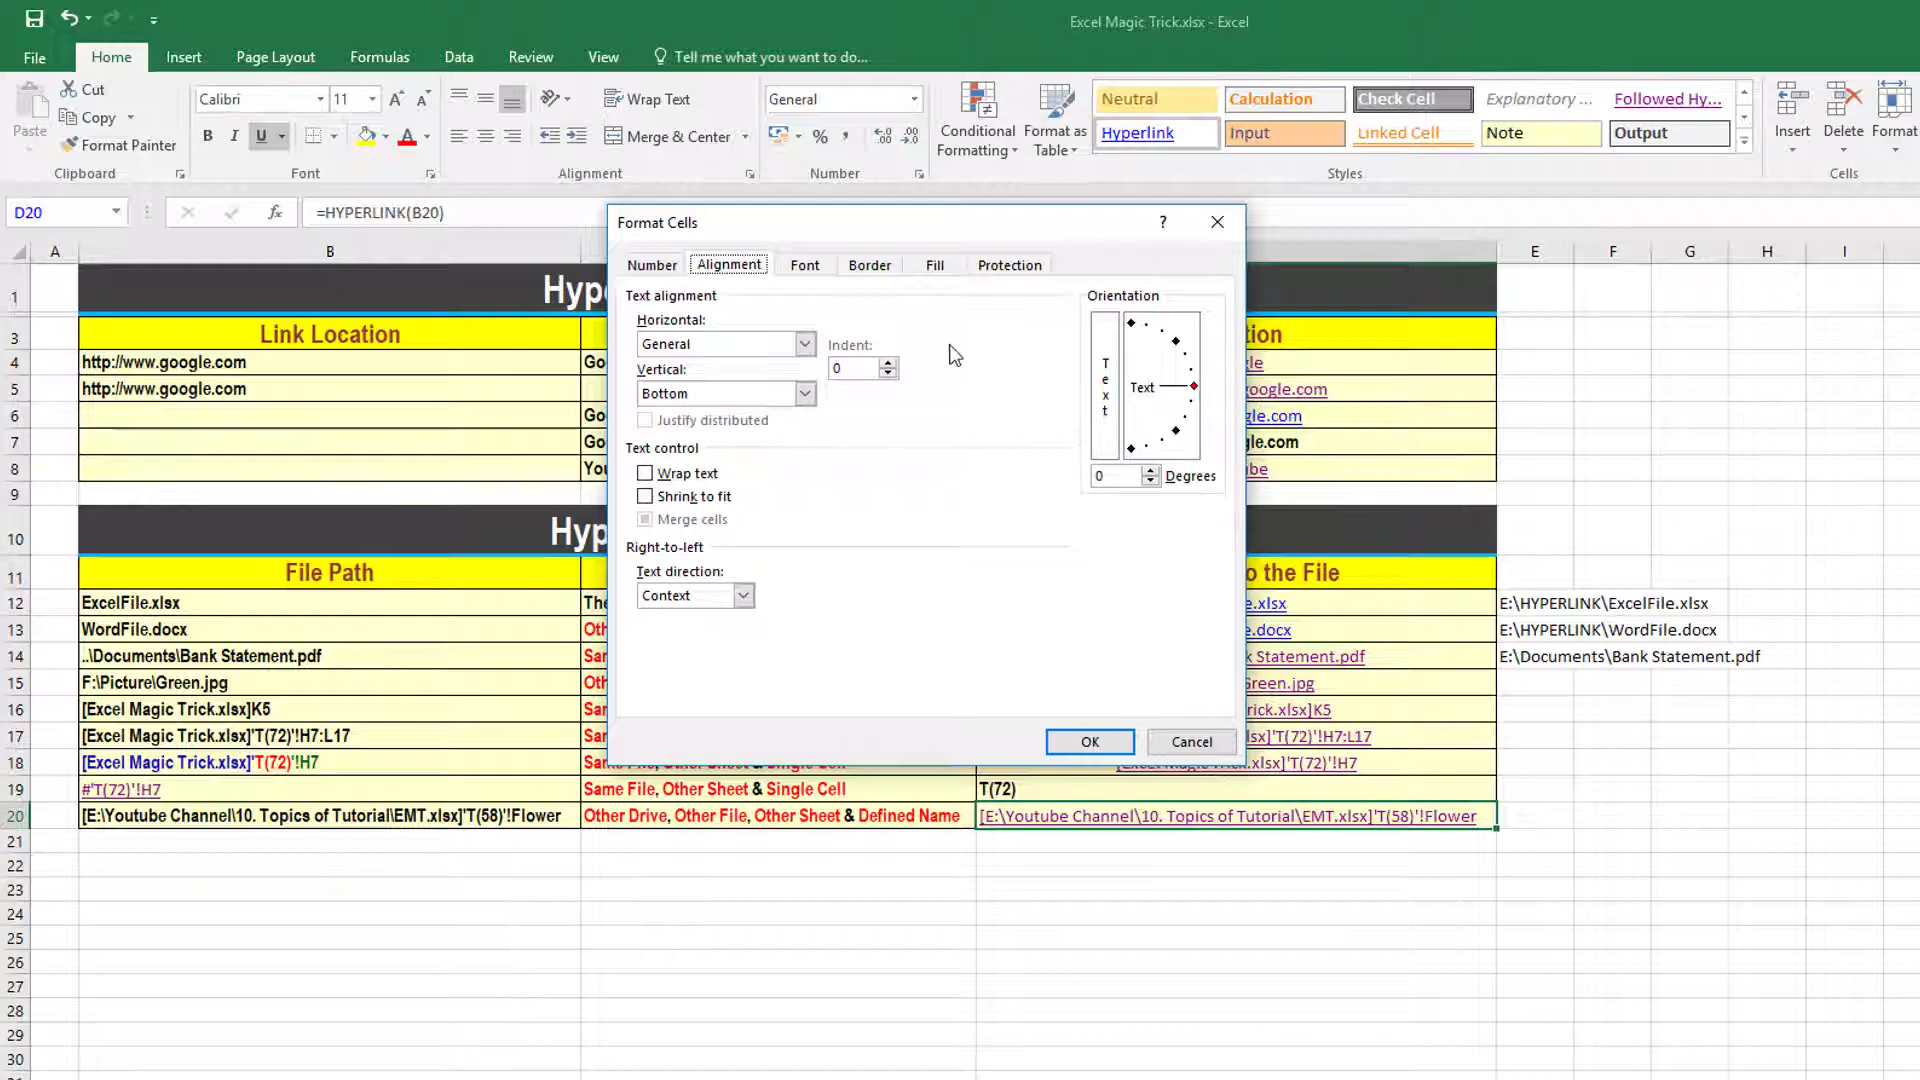 Excel Magic Trick.xlsx - Excel
File Home Insert Page Layout Formulas Data Review View Tell me what you want to do...
Paste
Cut
Copy
Format Painter
Clipboard
Calibri 11
B I U
Font
Wrap Text
Merge & Center
Alignment
General
%
Number
Conditional Formatting
Format as Table
Neutral Calculation Check Cell Explanatory ... Followed Hy...
Hyperlink Input Linked Cell Note Output
Styles
Insert Delete Format
Cells
D20 fx =HYPERLINK(B20)
A B E F G H I
1 Hype
3 Link Location tion
4 http://www.google.com Go le
5 http://www.google.com google.com
6 Go gle.com
7 Go gle.com
8 You be
9
10 Hyp
11 File Path o the File
12 ExcelFile.xlsx The e.xlsx E:\HYPERLINK\ExcelFile.xlsx
13 WordFile.docx Oth e.docx E:\HYPERLINK\WordFile.docx
14 ..\Documents\Bank Statement.pdf Sar k Statement.pdf E:\Documents\Bank Statement.pdf
15 F:\Picture\Green.jpg Oth Green.jpg
16 [Excel Magic Trick.xlsx]K5 Sar rick.xlsx]K5
17 [Excel Magic Trick.xlsx]'T(72)'!H7:L17 Sar lsx]'T(72)'!H7:L17
18 [Excel Magic Trick.xlsx]'T(72)'!H7 Same File, Other Sheet & Single Cell [Excel Magic Trick.xlsx]'T(72)'!H7
19 #'T(72)'!H7 Same File, Other Sheet & Single Cell T(72)
20 [E:\Youtube Channel\10. Topics of Tutorial\EMT.xlsx]'T(58)'!Flower Other Drive, Other File, Other Sheet & Defined Name [E:\Youtube Channel\10. Topics of Tutorial\EMT.xlsx]'T(58)'!Flower
21
22
23
24
25
26
27
28
29
30
Format Cells ?
Number Alignment Font Border Fill Protection
Text alignment
Horizontal:
General
Indent:
0
Vertical:
Bottom
Justify distributed
Text control
Wrap text
Shrink to fit
Merge cells
Right-to-left
Text direction:
Context
Orientation
Text
Text
0 Degrees
OK Cancel